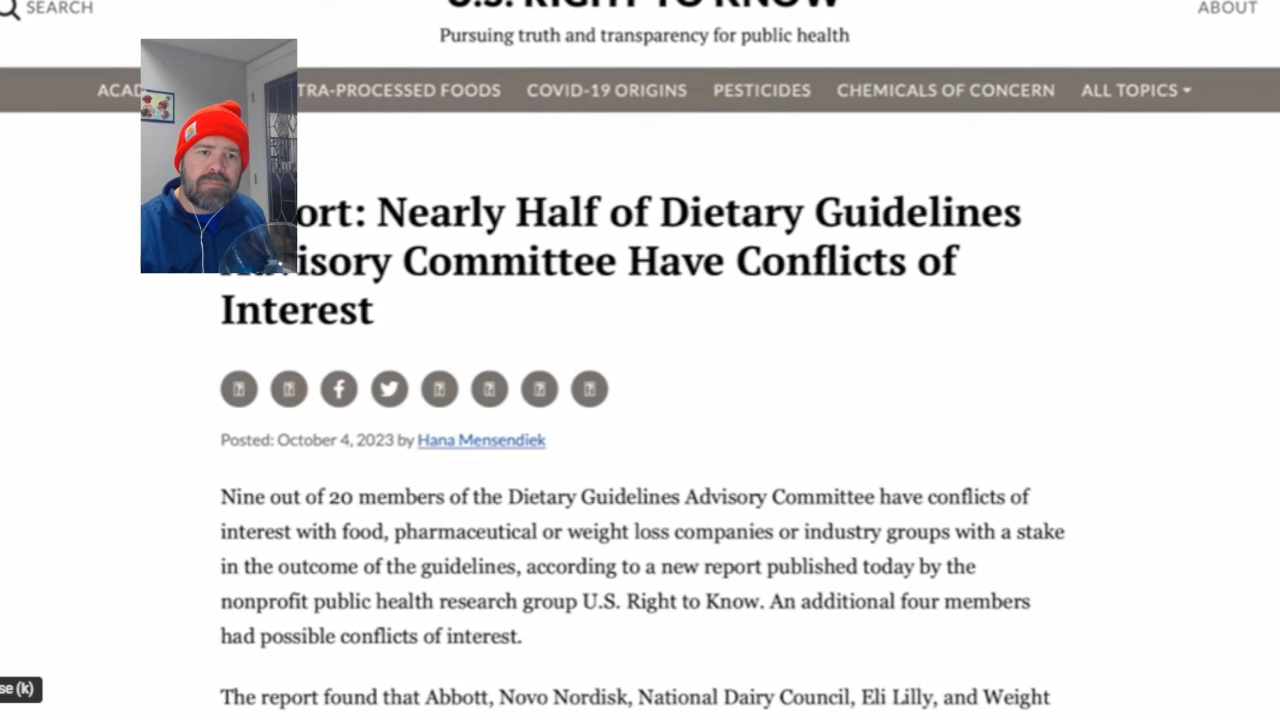 SEARCH
U.S. RIGHT TO KNOW
ABOUT
Pursuing truth and transparency for public health
ACAD TRA-PROCESSED FOODS COVID-19 ORIGINS PESTICIDES CHEMICALS OF CONCERN ALL TOPICS
ort: Nearly Half of Dietary Guidelines
isory Committee Have Conflicts of
Interest
Posted: October 4, 2023 by Hana Mensendiek
Nine out of 20 members of the Dietary Guidelines Advisory Committee have conflicts of
interest with food, pharmaceutical or weight loss companies or industry groups with a stake
in the outcome of the guidelines, according to a new report published today by the
nonprofit public health research group U.S. Right to Know. An additional four members
had possible conflicts of interest.
se (k)
The report found that Abbott, Novo Nordisk, National Dairy Council, Eli Lilly, and Weight